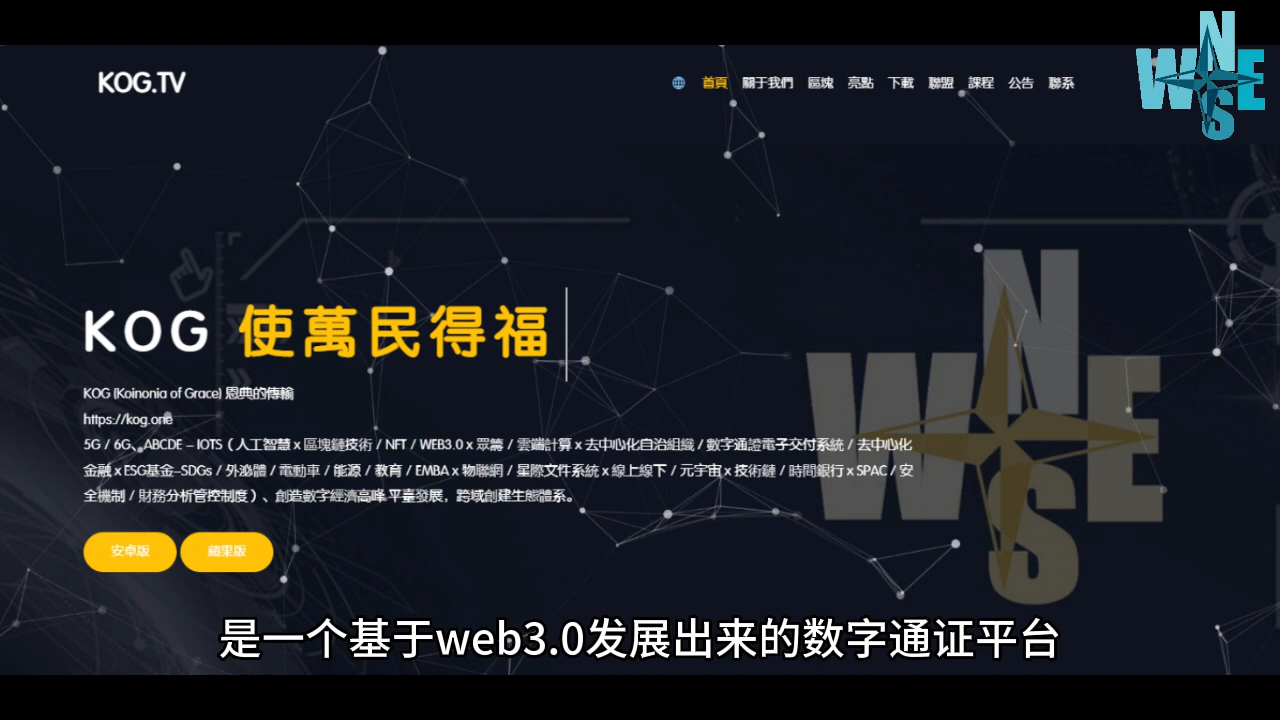 KOG.TV
首頁 關于我們 區塊 亮點 下載 聯盟 課程 公告 聯系
N
W E
S
KOG 使萬民得福
N
W E
S
KOG (Koinonia of Grace) 恩典的傳輸
https://kog.one
5G / 6G、ABCDE – IOTS（人工智慧 x 區塊鏈技術 / NFT / WEB3.0 x 眾籌 / 雲端計算 x 去中心化自治組織 / 數字通證電子交付系統 / 去中心化
金融 x ESG基金–SDGs / 外泌體 / 電動車 / 能源 / 教育 / EMBA x 物聯網 / 星際文件系統 x 線上線下 / 元宇宙 x 技術鏈 / 時間銀行 x SPAC / 安
全機制 / 財務分析管控制度）、創造數字經濟高峰平臺發展，跨域創建生態體系。
安卓版 蘋果版
是一个基于web3.0发展出来的数字通证平台